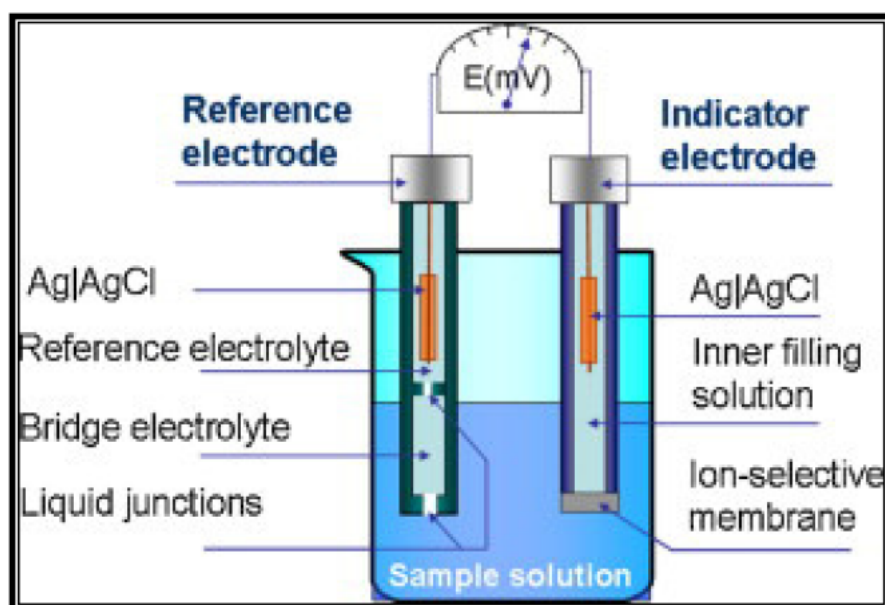 E(mV)
Reference
electrode
Indicator
electrode
Ag|AgCl
Reference electrolyte
Bridge electrolyte
Liquid junctions
Ag|AgCl
Inner filling
solution
Ion-selective
membrane
Sample solution